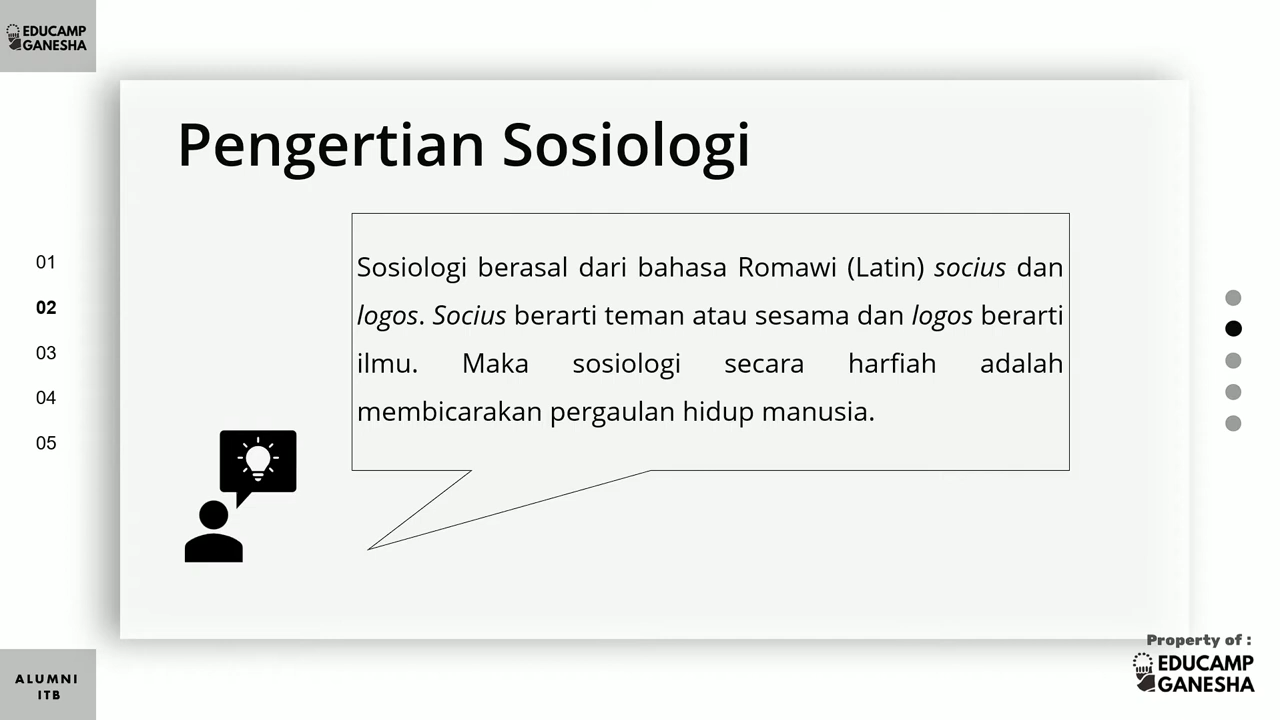 EDUCAMP
GANESHA
Pengertian Sosiologi
Sosiologi berasal dari bahasa Romawi (Latin) socius dan
logos. Socius berarti teman atau sesama dan logos berarti
ilmu. Maka sosiologi secara harfiah adalah
membicarakan pergaulan hidup manusia.
01
02
03
04
05
ALUMNI
ITB
Property of :
EDUCAMP
GANESHA